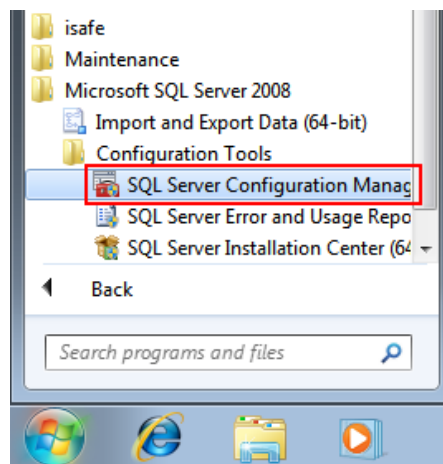 isafe
Maintenance
Microsoft SQL Server 2008
Import and Export Data (64-bit)
Configuration Tools
SQL Server Configuration Manag
SQL Server Error and Usage Repo
SQL Server Installation Center (64
Back
Search programs and files